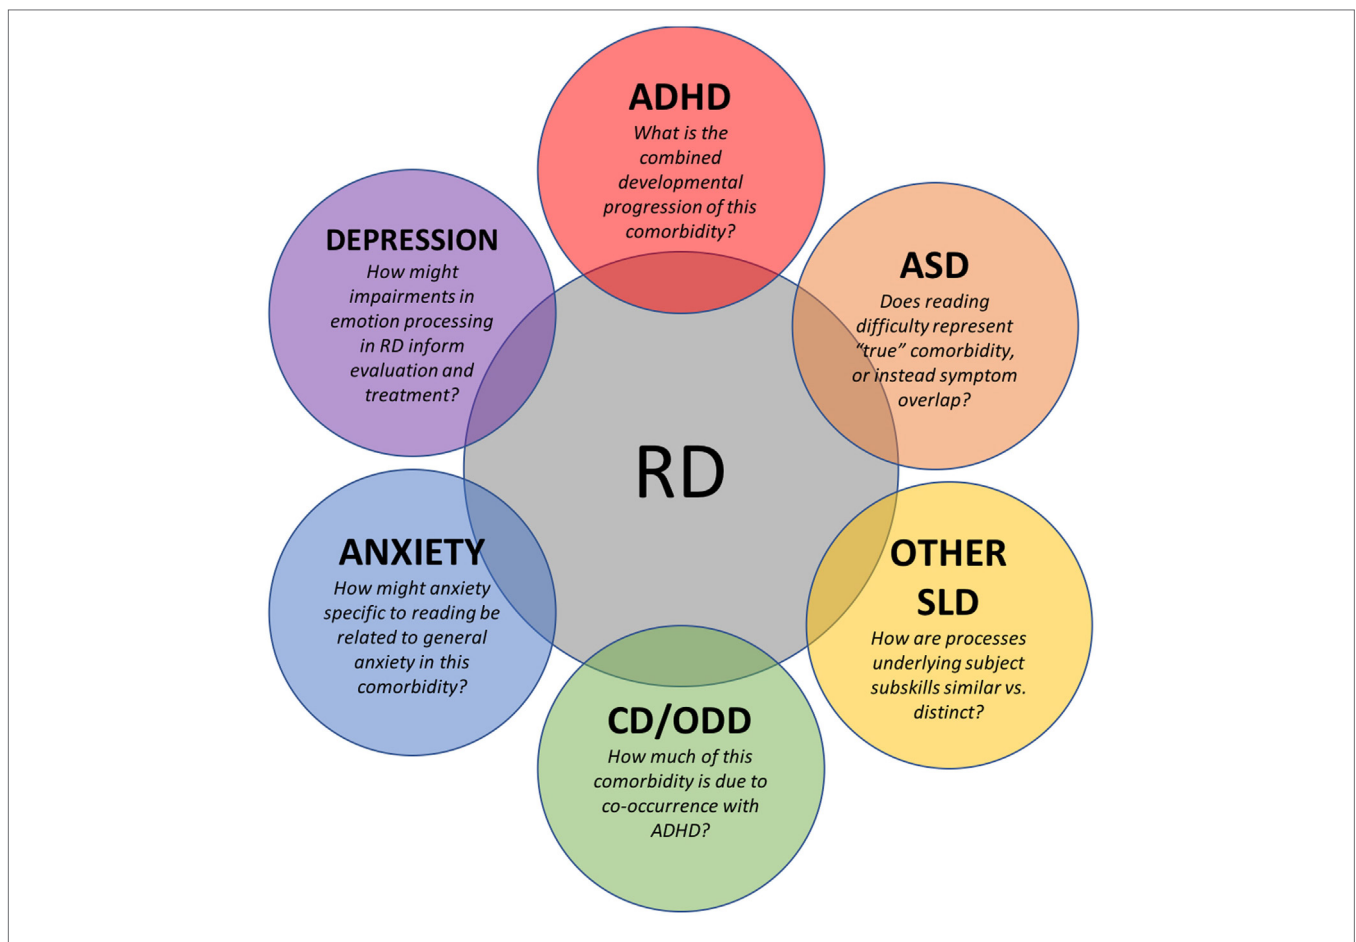 ADHD
What is the
combined
developmental
progression of this
comorbidity?
DEPRESSION
How might
impairments in
emotion processing
in RD inform
evaluation and
treatment?
ASD
Does reading
difficulty represent
“true” comorbidity,
or instead symptom
overlap?
RD
ANXIETY
How might anxiety
specific to reading be
related to general
anxiety in this
comorbidity?
OTHER
SLD
How are processes
underlying subject
subskills similar vs.
distinct?
CD/ODD
How much of this
comorbidity is due to
co-occurrence with
ADHD?